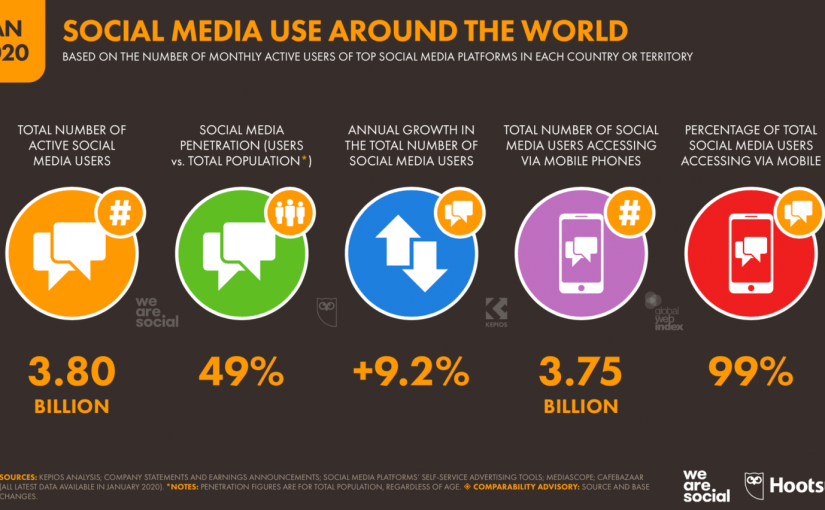 AN
2020
SOCIAL MEDIA USE AROUND THE WORLD
BASED ON THE NUMBER OF MONTHLY ACTIVE USERS OF TOP SOCIAL MEDIA PLATFORMS IN EACH COUNTRY OR TERRITORY
TOTAL NUMBER OF
ACTIVE SOCIAL
MEDIA USERS
SOCIAL MEDIA
PENETRATION (USERS
vs. TOTAL POPULATION*)
ANNUAL GROWTH IN
THE TOTAL NUMBER OF
SOCIAL MEDIA USERS
TOTAL NUMBER OF SOCIAL
MEDIA USERS ACCESSING
VIA MOBILE PHONES
PERCENTAGE OF TOTAL
SOCIAL MEDIA USERS
ACCESSING VIA MOBILE
#
#
we
are
social
KEPIOS
global
web
index
3.80
BILLION
49%
+9.2%
3.75
BILLION
99%
SOURCES: KEPIOS ANALYSIS; COMPANY STATEMENTS AND EARNINGS ANNOUNCEMENTS; SOCIAL MEDIA PLATFORMS' SELF-SERVICE ADVERTISING TOOLS; MEDIASCOPE; CAFEBAZAAR
(ALL LATEST DATA AVAILABLE IN JANUARY 2020). *NOTES: PENETRATION FIGURES ARE FOR TOTAL POPULATION, REGARDLESS OF AGE. COMPARABILITY ADVISORY: SOURCE AND BASE
CHANGES.
we
are
social
Hoots